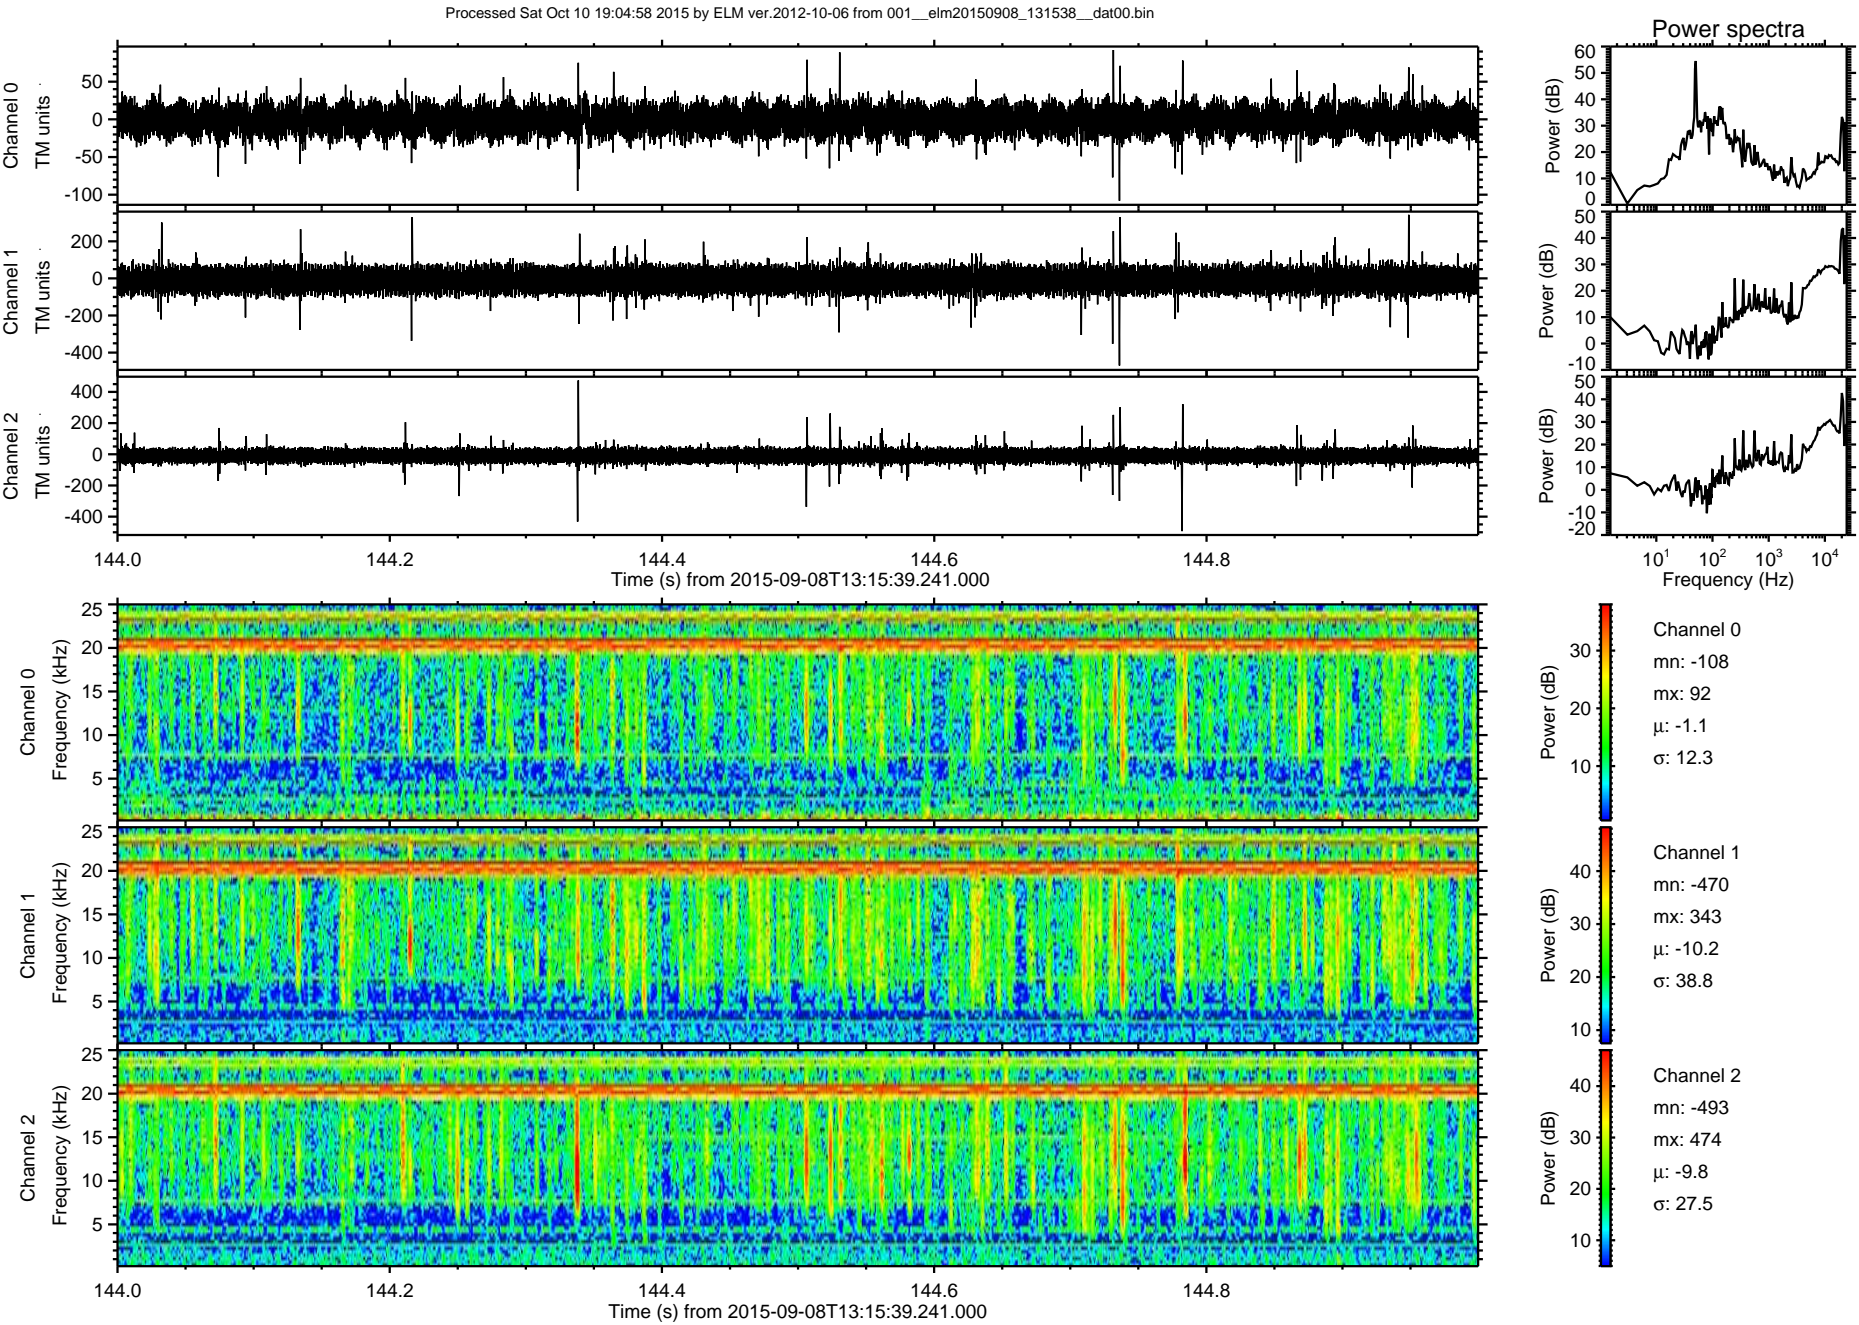 Processed Sat Oct 10 19:04:58 2015 by ELM ver.2012-10-06 from 001__elm20150908_131538__dat00.bin
Power spectra
Channel 0
TM units
50
0
-50
-100
Power (dB)
60
50
40
30
20
10
0
Channel 1
TM units
200
0
-200
-400
Power (dB)
50
40
30
20
10
0
-10
Channel 2
TM units
400
200
0
-200
-400
Power (dB)
50
40
30
20
10
0
-10
-20
144.0 144.2 144.4 144.6 144.8
Time (s) from 2015-09-08T13:15:39.241.000
10¹ 10² 10³ 10⁴
Frequency (Hz)
Channel 0
Frequency (kHz)
25
20
15
10
5
Power (dB)
30
20
10
Channel 0
mn: -108
mx: 92
μ: -1.1
σ: 12.3
Channel 1
Frequency (kHz)
25
20
15
10
5
Power (dB)
40
30
20
10
Channel 1
mn: -470
mx: 343
μ: -10.2
σ: 38.8
Channel 2
Frequency (kHz)
25
20
15
10
5
Power (dB)
40
30
20
10
Channel 2
mn: -493
mx: 474
μ: -9.8
σ: 27.5
144.0 144.2 144.4 144.6 144.8
Time (s) from 2015-09-08T13:15:39.241.000